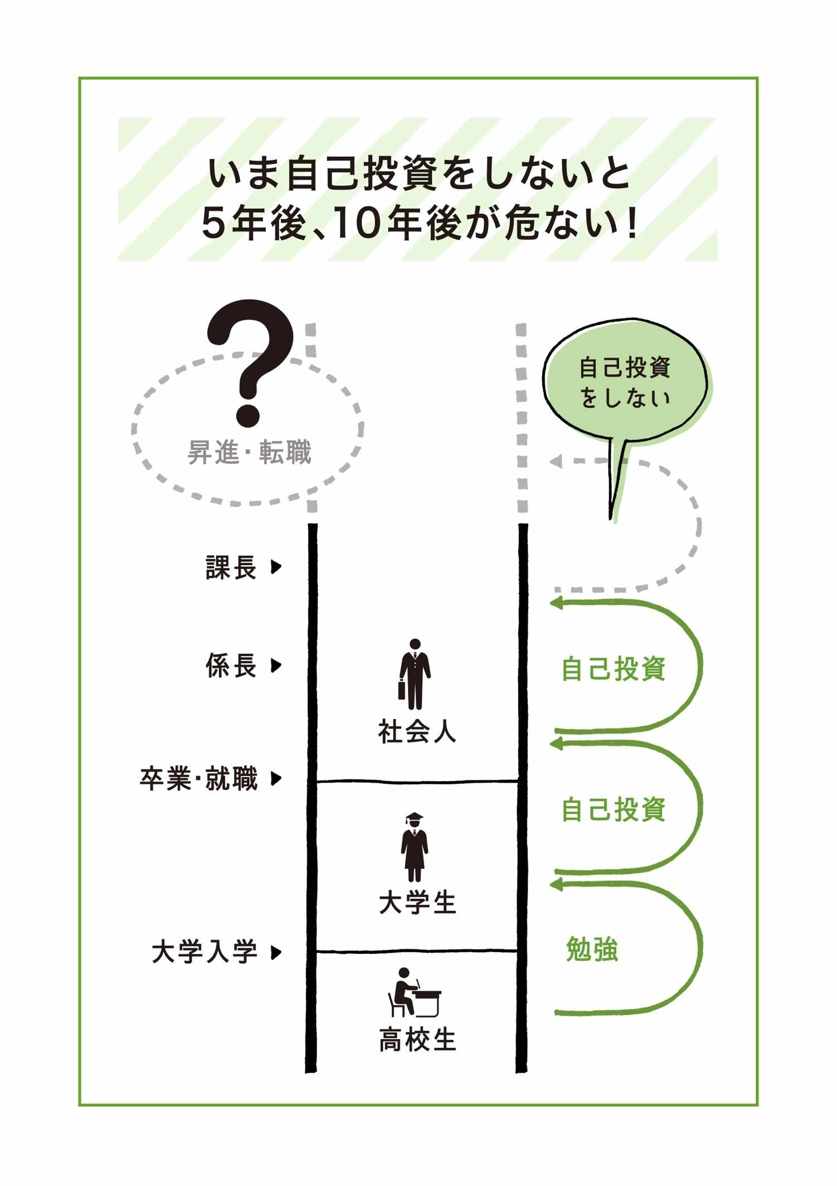 いま自己投資をしないと
5年後、10年後が危ない!
?
自己投資
をしない
昇進・転職
課長
係長
自己投資
社会人
卒業・就職
自己投資
大学生
大学入学
勉強
高校生